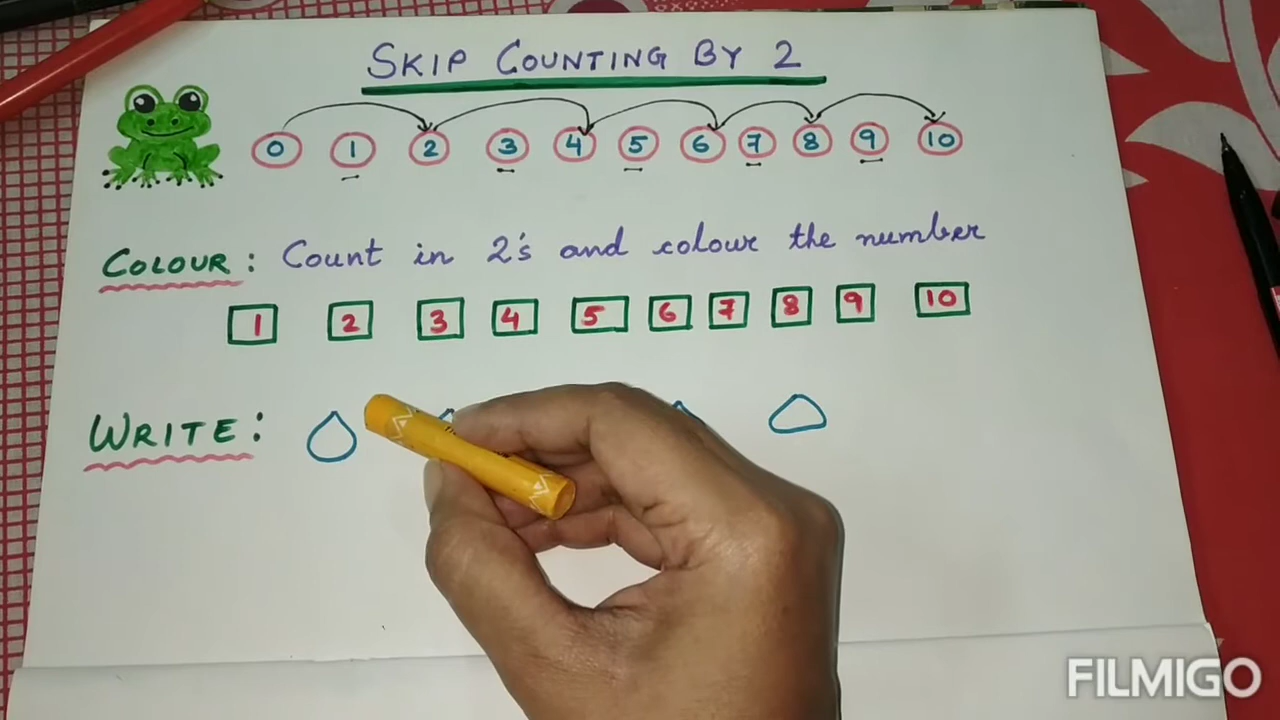 SKIP COUNTING BY 2
0 1 2 3 4 5 6 7 8 9 10
COLOUR: Count in 2's and colour the number
1 2 3 4 5 6 7 8 9 10
WRITE:
FILMIGO